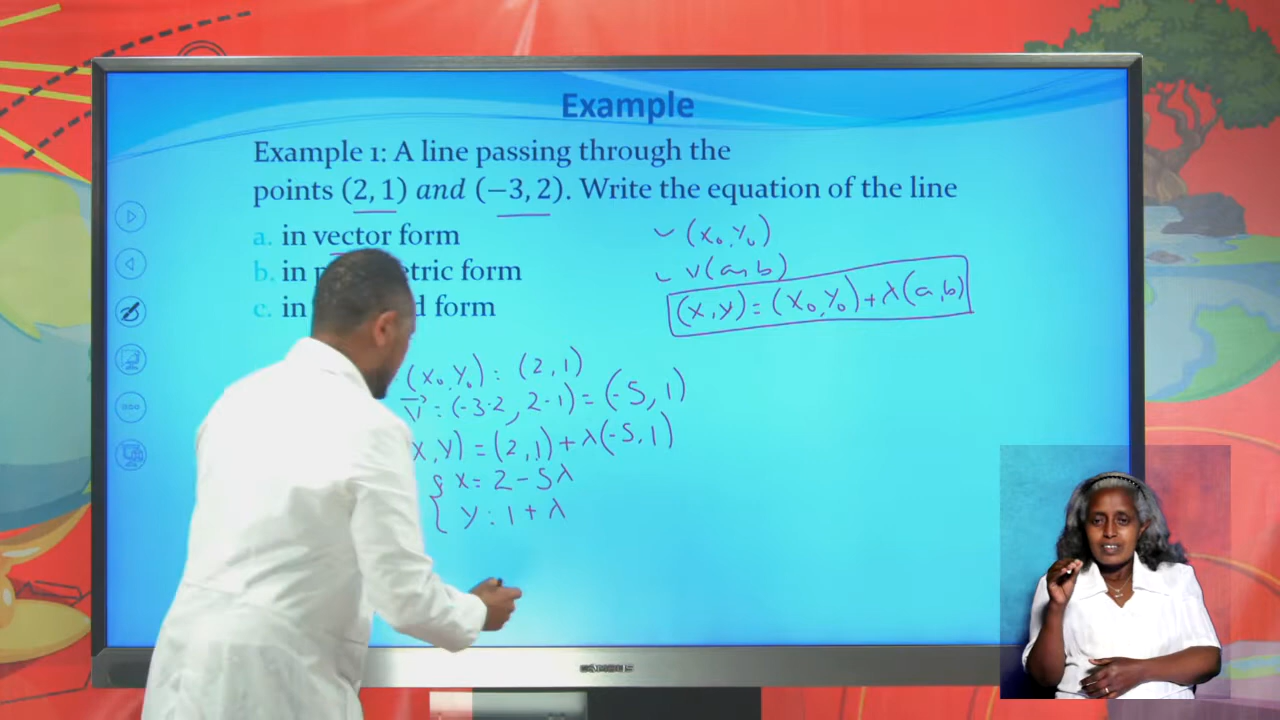 Example
Example 1: A line passing through the
points (2, 1) and (−3, 2). Write the equation of the line
a. in vector form
b. in tric form
c. in d form
(x₀, y₀)
v(a, b)
(x, y) = (x₀, y₀) + λ(a, b)
(x₀, y₀) : (2, 1)
v⃗ : (-3-2, 2-1) = (-5, 1)
x, y) = (2, 1) + λ(-5, 1)
{ x = 2 - 5λ
y : 1 + λ